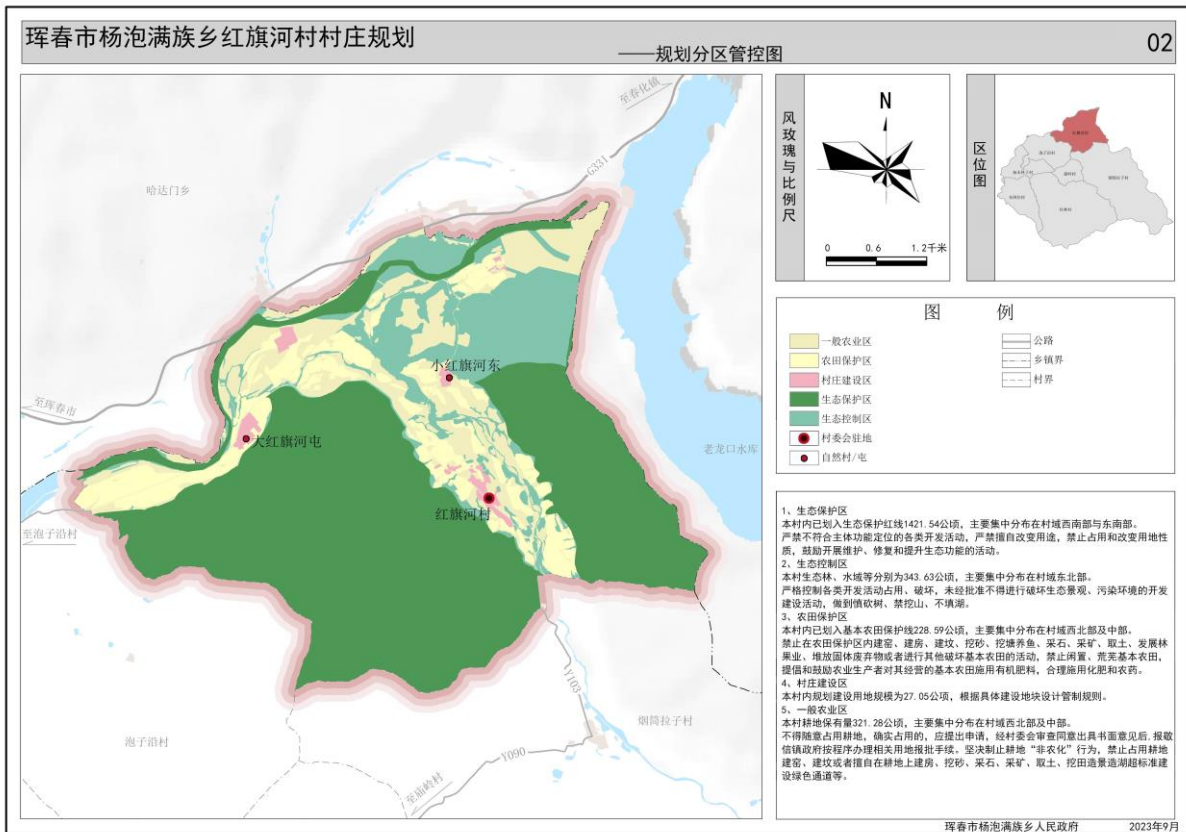 珲春市杨泡满族乡红旗河村村庄规划
——规划分区管控图
02
至春化镇
G331
哈达门乡
小红旗河东
至珲春市
大红旗河屯
老龙口水库
红旗河村
至泡子沿村
Y103
烟筒拉子村
泡子沿村
Y090
至庙岭村
风玫瑰与比例尺
N
0 0.6 1.2千米
区位图
图 例
一般农业区
农田保护区
村庄建设区
生态保护区
生态控制区
村委会驻地
自然村/屯
公路
乡镇界
村界
1、生态保护区
本村内已划入生态保护红线1421.54公顷，主要集中分布在村域西南部与东南部。
严禁不符合主体功能定位的各类开发活动，严禁擅自改变用途，禁止占用和改变用地性
质，鼓励开展维护、修复和提升生态功能的活动。
2、生态控制区
本村生态林、水域等分别为343.63公顷，主要集中分布在村域东北部。
严格控制各类开发活动占用、破坏，未经批准不得进行破坏生态景观、污染环境的开发
建设活动，做到慎砍树、禁挖山、不填湖。
3、农田保护区
本村内已划入基本农田保护线228.59公顷，主要集中分布在村域西北部及中部。
禁止在农田保护区内建窑、建房、建坟、挖砂、挖塘养鱼、采石、采矿、取土、发展林
果业、堆放固体废弃物或者进行其他破坏基本农田的活动，禁止闲置、荒芜基本农田，
提倡和鼓励农业生产者对其经营的基本农田施用有机肥料，合理施用化肥和农药。
4、村庄建设区
本村内规划建设用地规模为27.05公顷，根据具体建设地块设计管制规则。
5、一般农业区
本村耕地保有量321.28公顷，主要集中分布在村域西北部及中部。
不得随意占用耕地，确实占用的，应提出申请，经村委会审查同意出具书面意见后,报敬
信镇政府按程序办理相关用地报批手续。坚决制止耕地“非农化”行为，禁止占用耕地
建窑、建坟或者擅自在耕地上建房、挖砂、采石、采矿、取土、挖田造景造湖超标准建
设绿色通道等。
珲春市杨泡满族乡人民政府 2023年9月